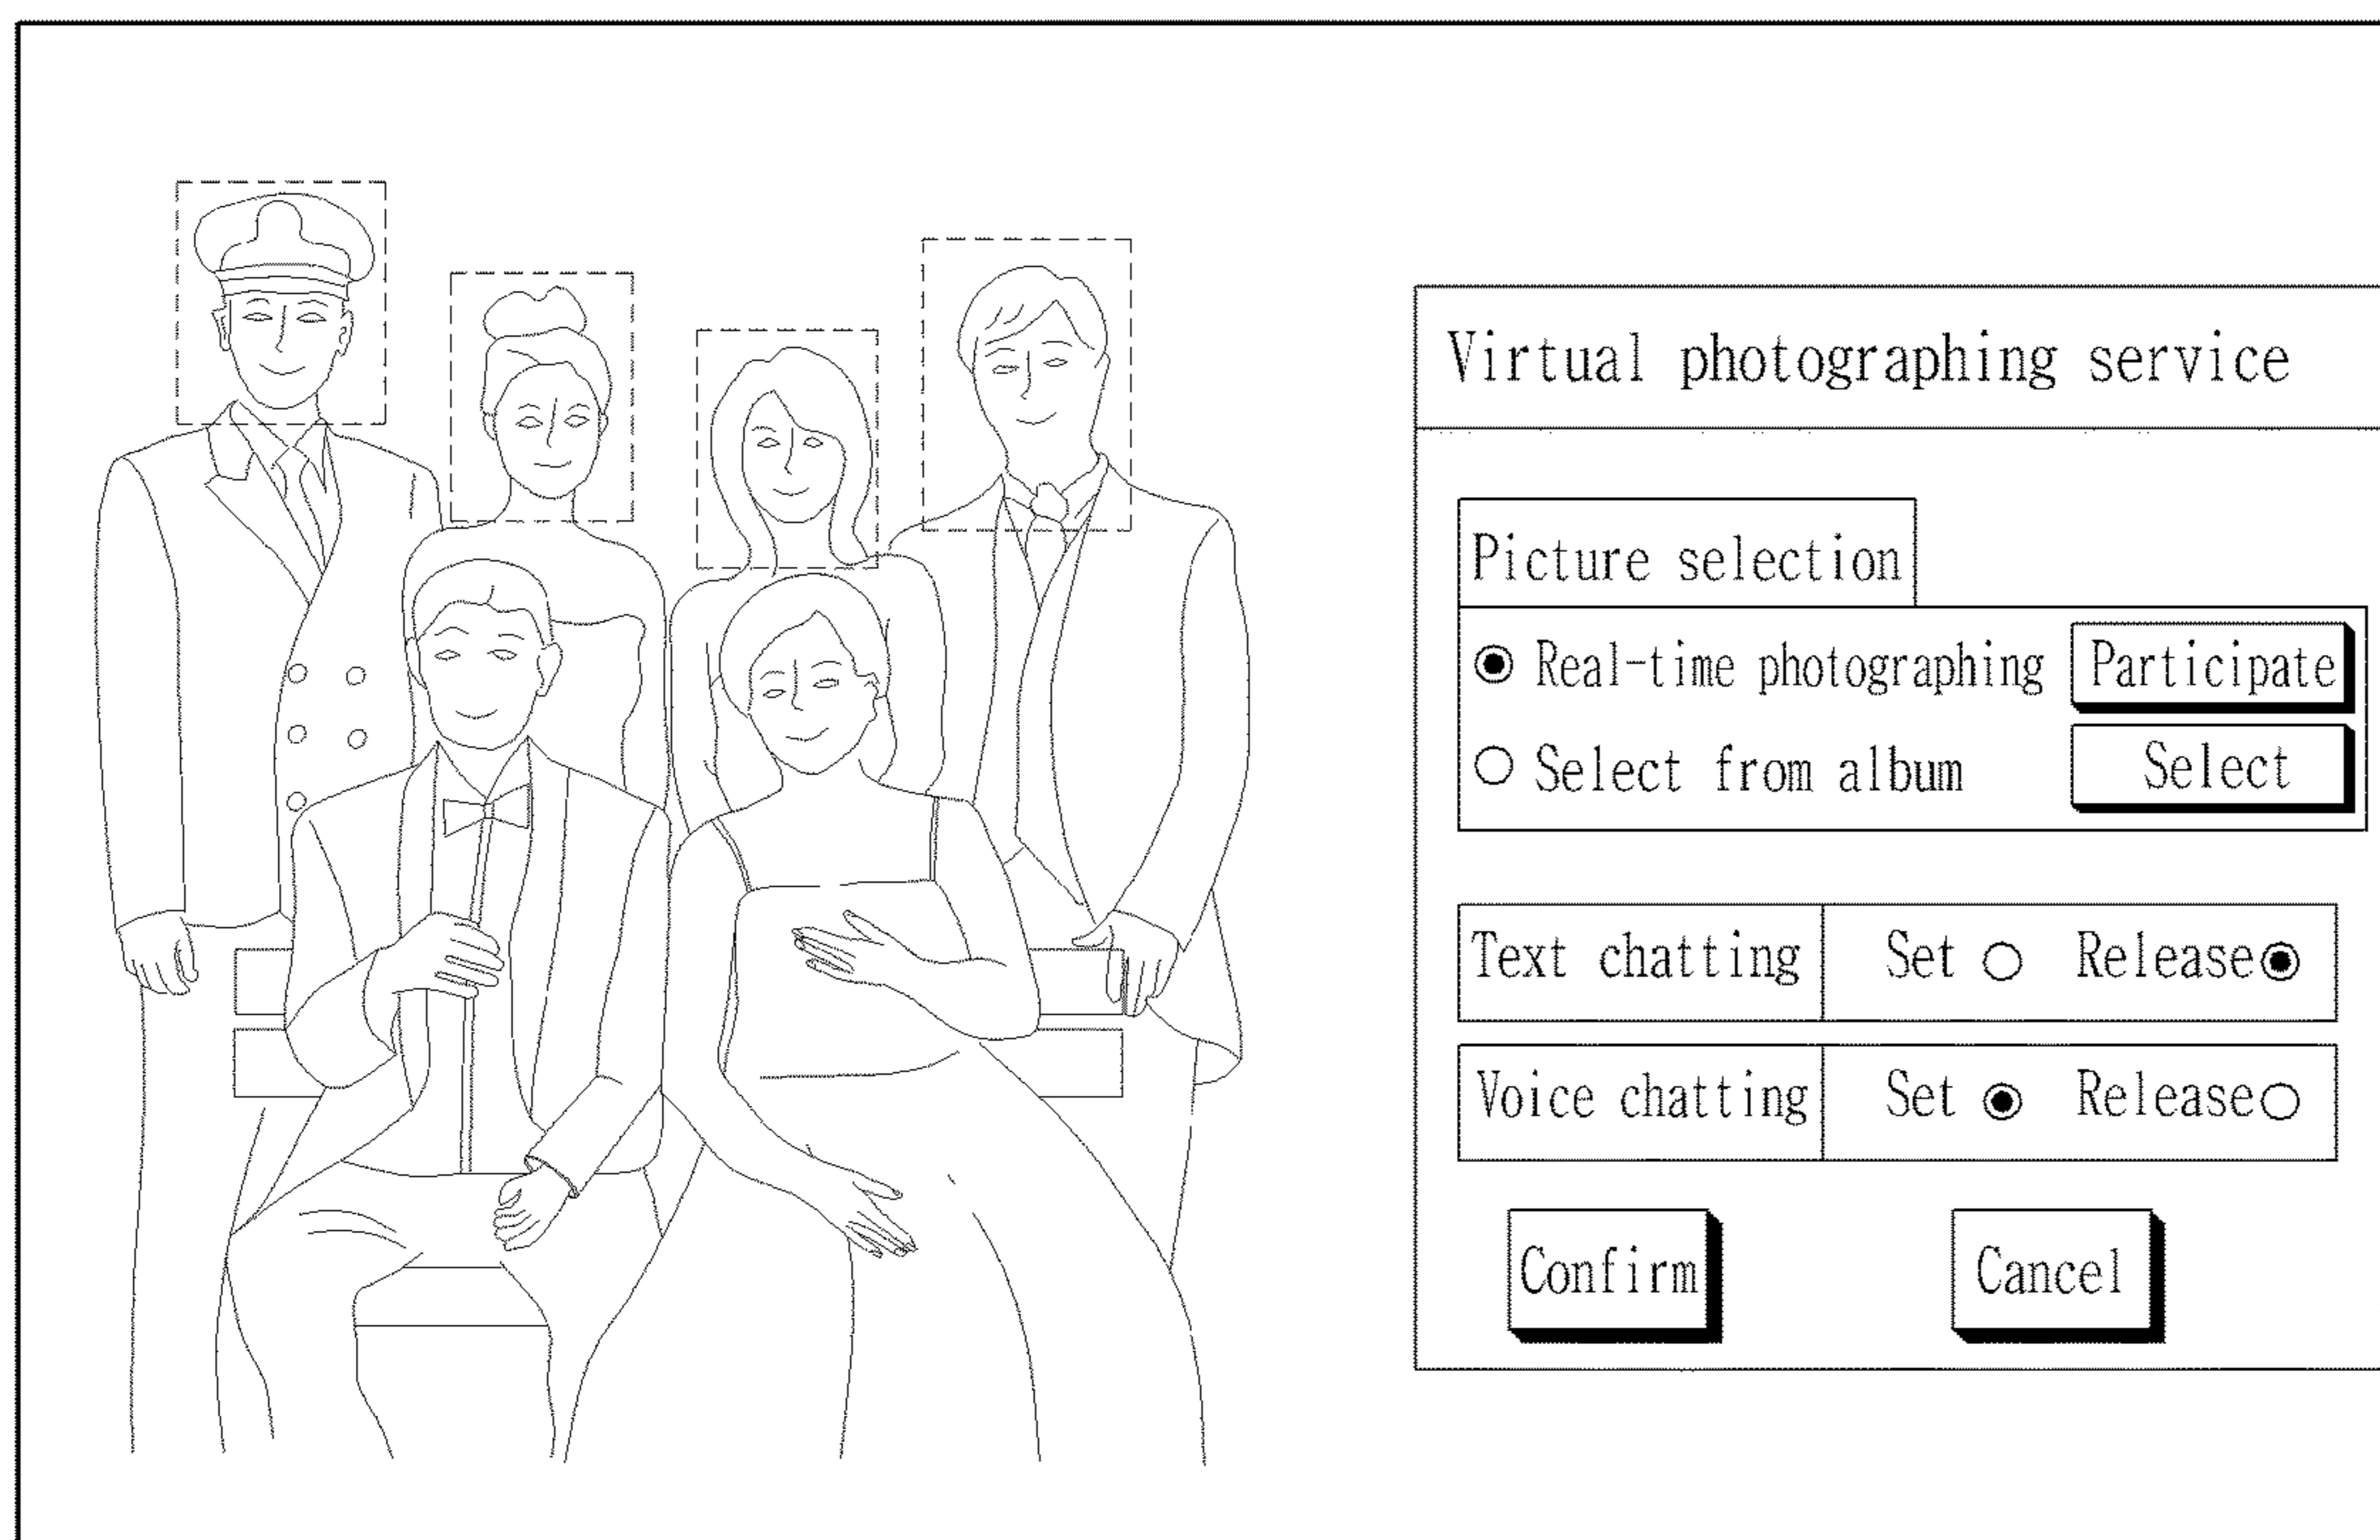 Virtual photographing service
Picture selection
Real-time photographing Participate
Select from album Select
Text chatting Set Release
Voice chatting Set Release
Confirm Cancel